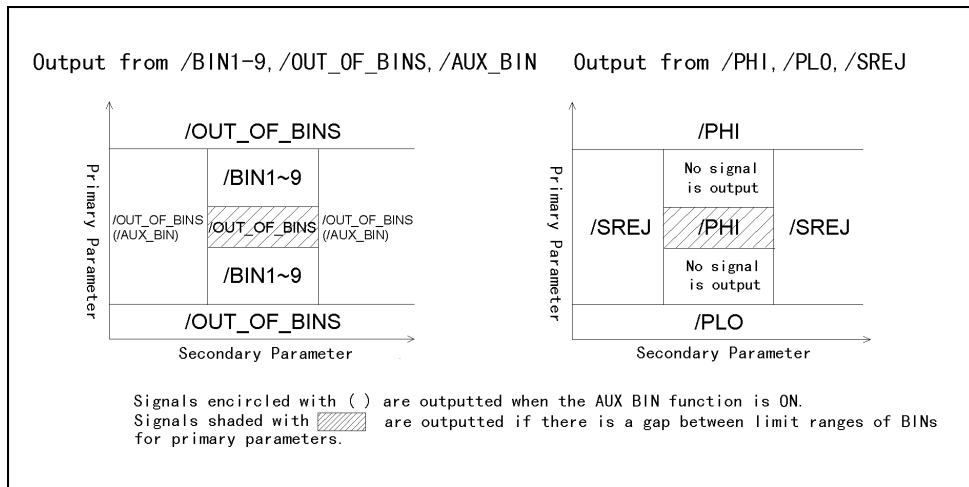 Output from /BIN1-9, /OUT_OF_BINS, /AUX_BIN
Output from /PHI, /PLO, /SREJ
Primary Parameter
/OUT_OF_BINS
/BIN1~9
/OUT_OF_BINS
(/AUX_BIN)
/OUT_OF_BINS
/OUT_OF_BINS
(/AUX_BIN)
/BIN1~9
/OUT_OF_BINS
Secondary Parameter
Primary Parameter
/PHI
No signal
is output
/SREJ
/PHI
/SREJ
No signal
is output
/PLO
Secondary Parameter
Signals encircled with ( ) are outputted when the AUX BIN function is ON.
Signals shaded with are outputted if there is a gap between limit ranges of BINs
for primary parameters.